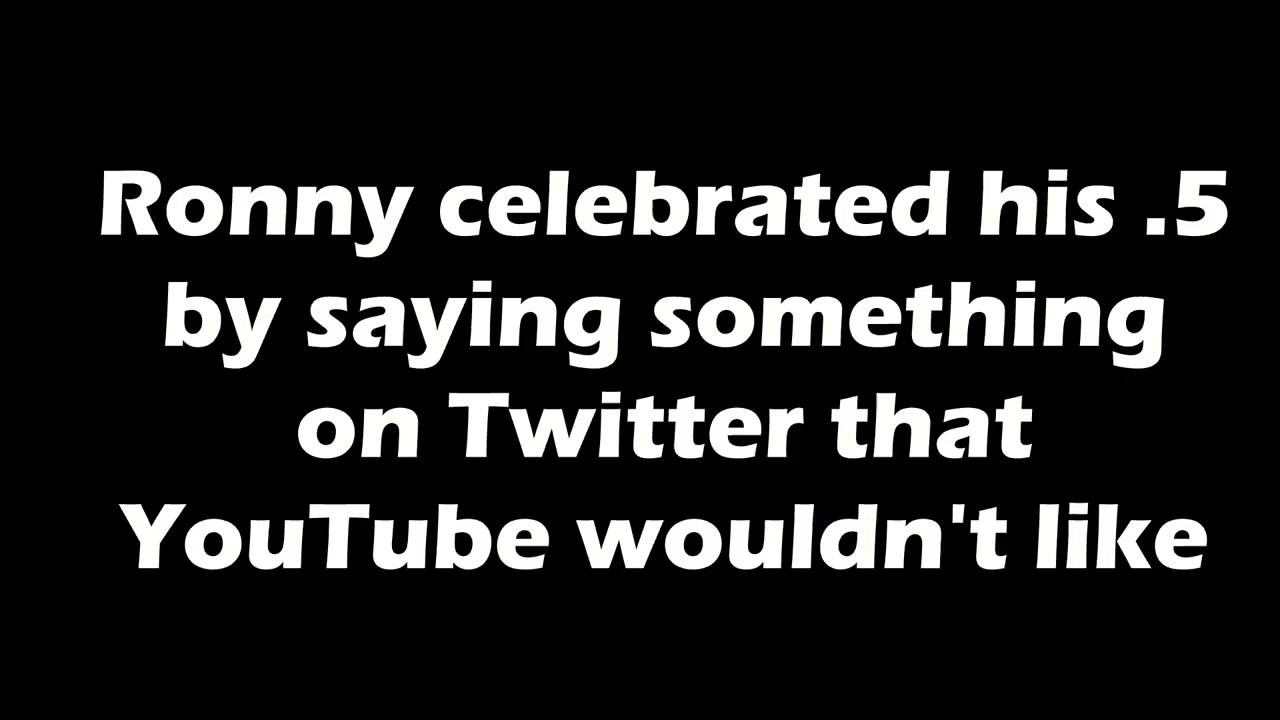 Ronny celebrated his .5
by saying something
on Twitter that
YouTube wouldn't like